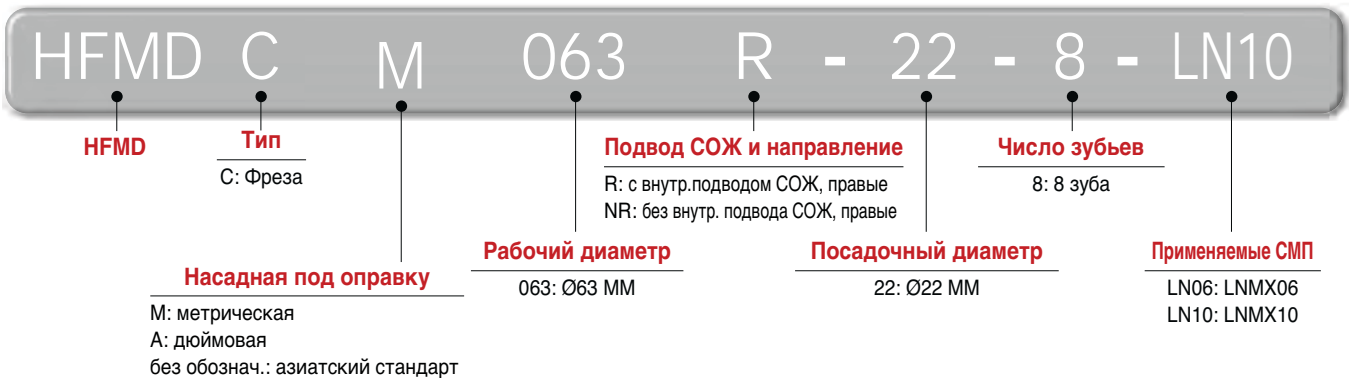 HFMD C M 063 R - 22 - 8 - LN10
HFMD
Тип
C: Фреза
Насадная под оправку
M: метрическая
A: дюймовая
без обознач.: азиатский стандарт
Рабочий диаметр
063: Ø63 ММ
Подвод СОЖ и направление
R: с внутр.подводом СОЖ, правые
NR: без внутр. подвода СОЖ, правые
Посадочный диаметр
22: Ø22 ММ
Число зубьев
8: 8 зуба
Применяемые СМП
LN06: LNMX06
LN10: LNMX10